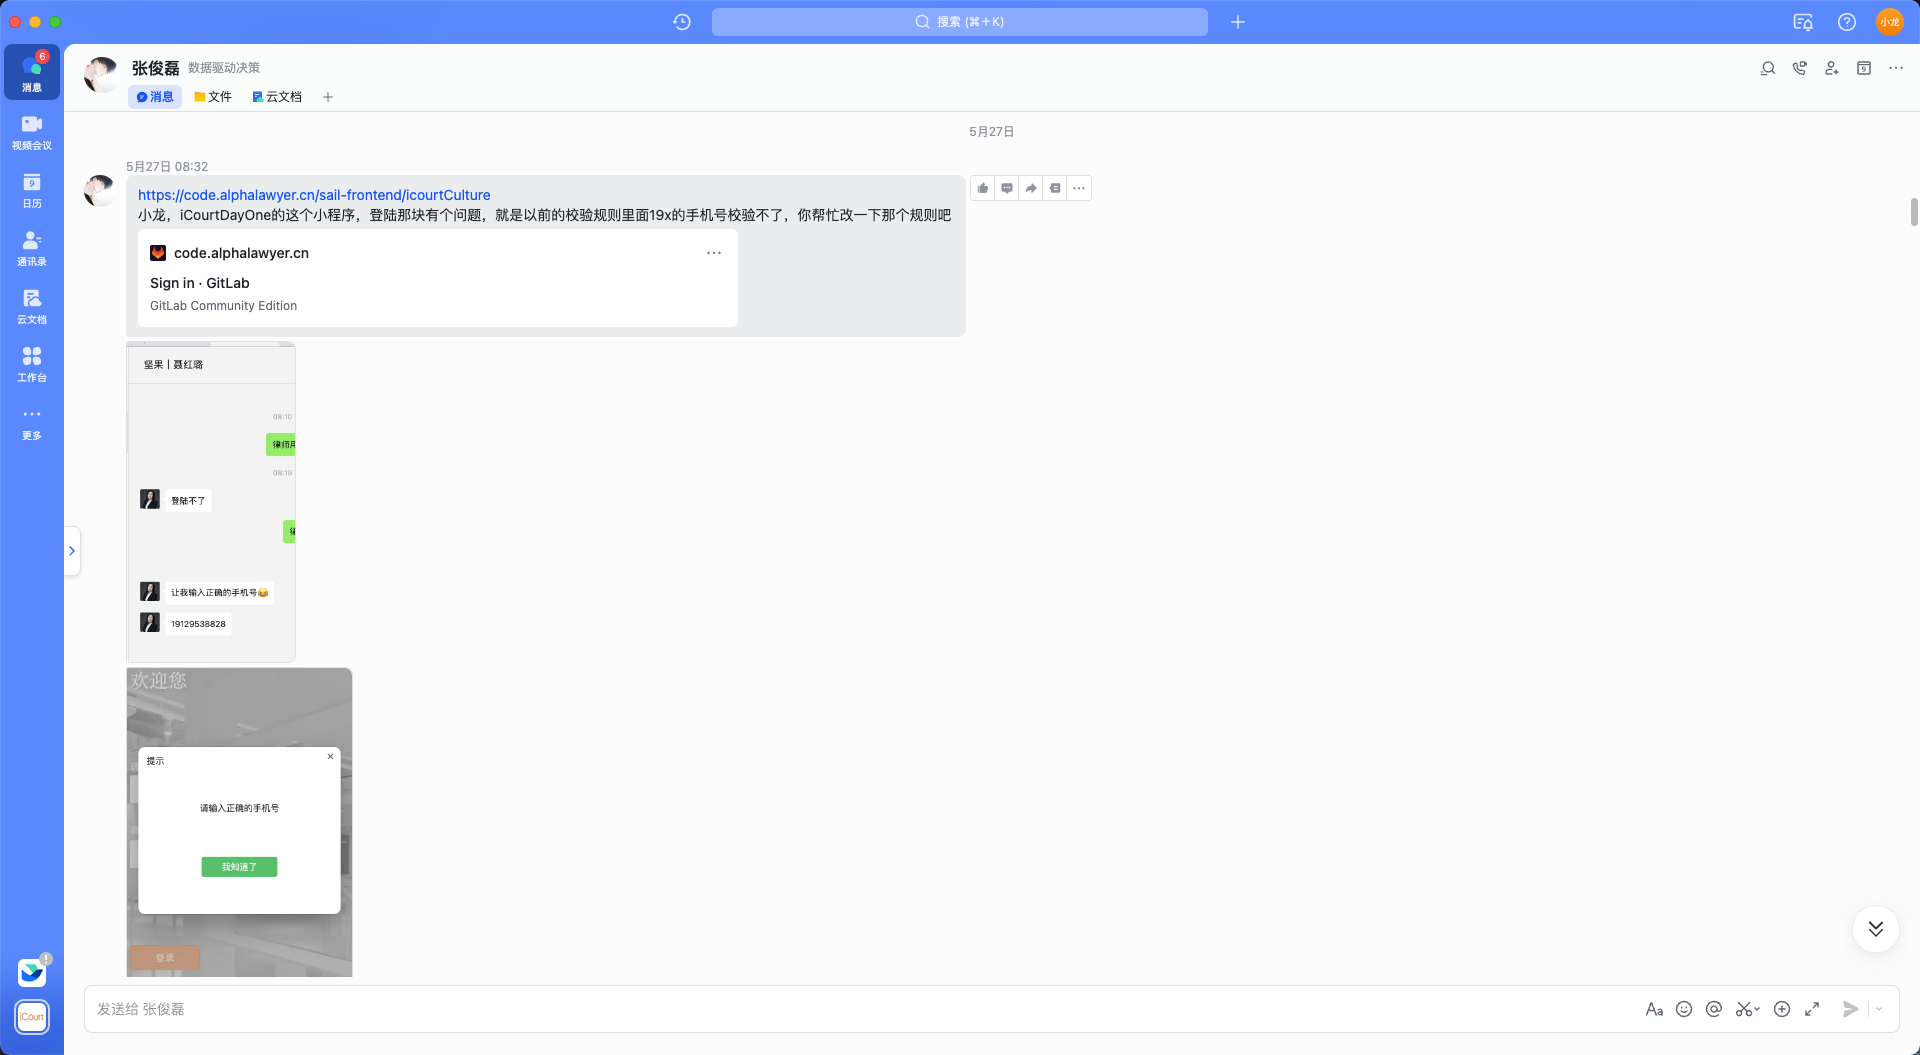 搜索 (⌘＋K)
小龙
6
消息
视频会议
9
日历
通讯录
云文档
工作台
更多
iCourt
张俊磊
数据驱动决策
消息
文件
云文档
9
5月27日
5月27日 08:32
https://code.alphalawyer.cn/sail-frontend/icourtCulture
小龙，iCourtDayOne的这个小程序，登陆那块有个问题，就是以前的校验规则里面19x的手机号校验不了，你帮忙改一下那个规则吧
code.alphalawyer.cn
Sign in · GitLab
GitLab Community Edition
坚果 | 聂红璐
08:10
律师用
08:19
登陆不了
让我输入正确的手机号😂
19129538828
欢迎您
提示
请输入正确的手机号
我知道了
登录
发送给 张俊磊
Aa